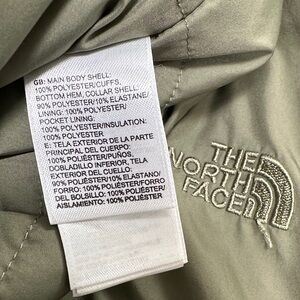 GB: MAIN BODY SHELL:
100% POLYESTER/CUFFS,
BOTTOM HEM, COLLAR SHELL:
90% POLYESTER/10% ELASTANE/
LINING: 100% POLYESTER/
POCKET LINING:
100% POLYESTER/INSULATION:
100% POLYESTER
E: TELA EXTERIOR DE LA PARTE
PRINCIPAL DEL CUERPO:
100% POLIÉSTER/PUÑOS,
DOBLADILLO INFERIOR, TELA
EXTERIOR DEL CUELLO:
90% POLIÉSTER/10% ELASTANO/
FORRO: 100% POLIÉSTER/FORRO
DEL BOLSILLO: 100% POLIÉSTER/
AISLAMIENTO: 100% POLIÉSTER
THE
NORTH
FACE